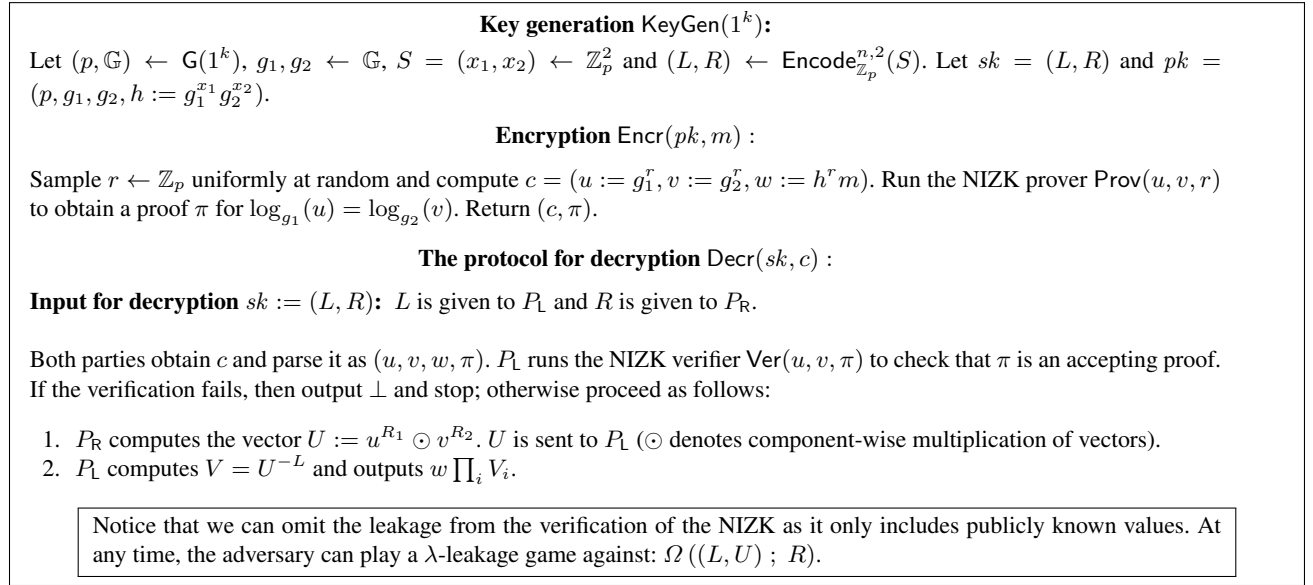 Key generation KeyGen(1^k):
Let (p, 𝔾) ← G(1^k), g_1, g_2 ← 𝔾, S = (x_1, x_2) ← ℤ_p^2 and (L, R) ← Encode_{ℤ_p}^{n,2}(S). Let sk = (L, R) and pk =
(p, g_1, g_2, h := g_1^{x_1} g_2^{x_2}).
Encryption Encr(pk, m) :
Sample r ← ℤ_p uniformly at random and compute c = (u := g_1^r, v := g_2^r, w := h^r m). Run the NIZK prover Prov(u, v, r)
to obtain a proof π for log_{g_1}(u) = log_{g_2}(v). Return (c, π).
The protocol for decryption Decr(sk, c) :
Input for decryption sk := (L, R): L is given to P_L and R is given to P_R.
Both parties obtain c and parse it as (u, v, w, π). P_L runs the NIZK verifier Ver(u, v, π) to check that π is an accepting proof.
If the verification fails, then output ⊥ and stop; otherwise proceed as follows:
1. P_R computes the vector U := u^{R_1} ⊙ v^{R_2}. U is sent to P_L (⊙ denotes component-wise multiplication of vectors).
2. P_L computes V = U^{-L} and outputs w ∏_i V_i.
Notice that we can omit the leakage from the verification of the NIZK as it only includes publicly known values. At
any time, the adversary can play a λ-leakage game against: Ω ((L, U) ; R).